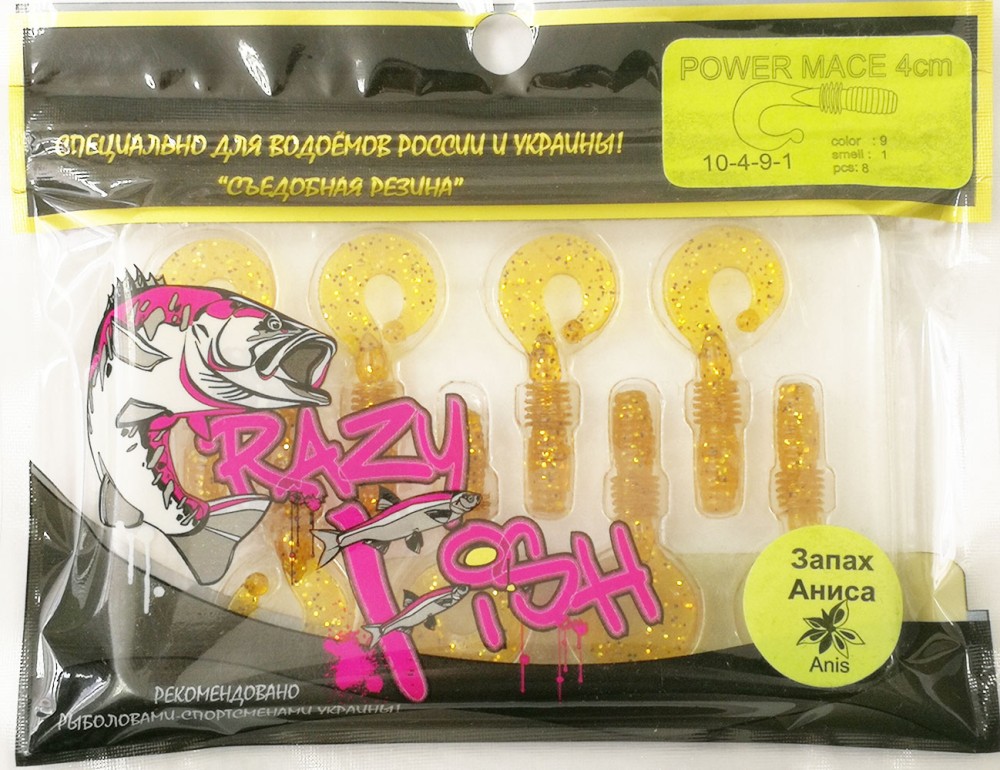 СПЕЦИАЛЬНО ДЛЯ ВОДОЁМОВ РОССИИ И УКРАИНЫ!
"СЪЕДОБНАЯ РЕЗИНА"
POWER MACE 4cm
10-4-9-1
color : 9
smell : 1
pcs: 8
CRAZY
FISH
Запах
Аниса
Anis
РЕКОМЕНДОВАНО
РЫБОЛОВАМИ-СПОРТСМЕНАМИ УКРАИНЫ!